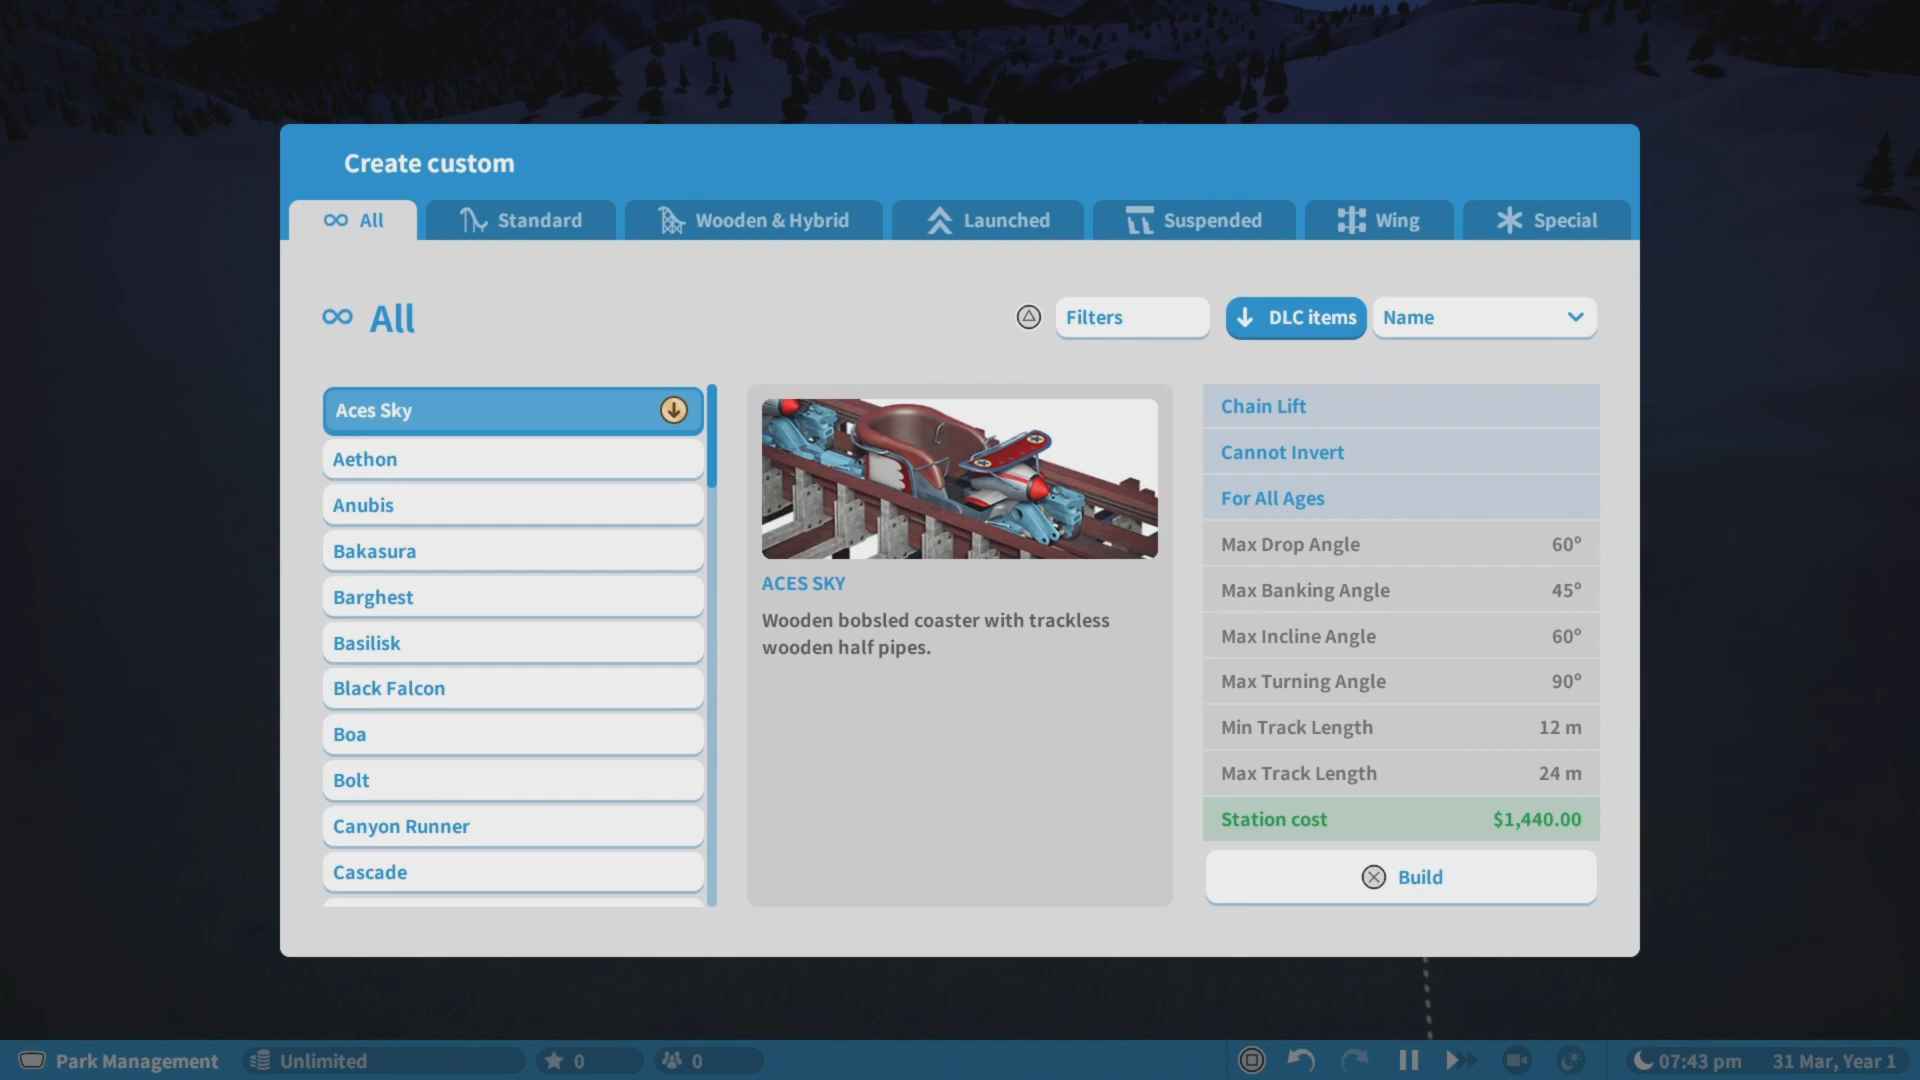 Create custom
All
Standard
Wooden & Hybrid
Launched
Suspended
Wing
Special
All
Filters
DLC items
Name
Aces Sky
Aethon
Anubis
Bakasura
Barghest
Basilisk
Black Falcon
Boa
Bolt
Canyon Runner
Cascade
ACES SKY
Wooden bobsled coaster with trackless
wooden half pipes.
Chain Lift
Cannot Invert
For All Ages
Max Drop Angle 60°
Max Banking Angle 45°
Max Incline Angle 60°
Max Turning Angle 90°
Min Track Length 12 m
Max Track Length 24 m
Station cost $1,440.00
Build
Park Management
Unlimited
0
0
07:43 pm
31 Mar, Year 1